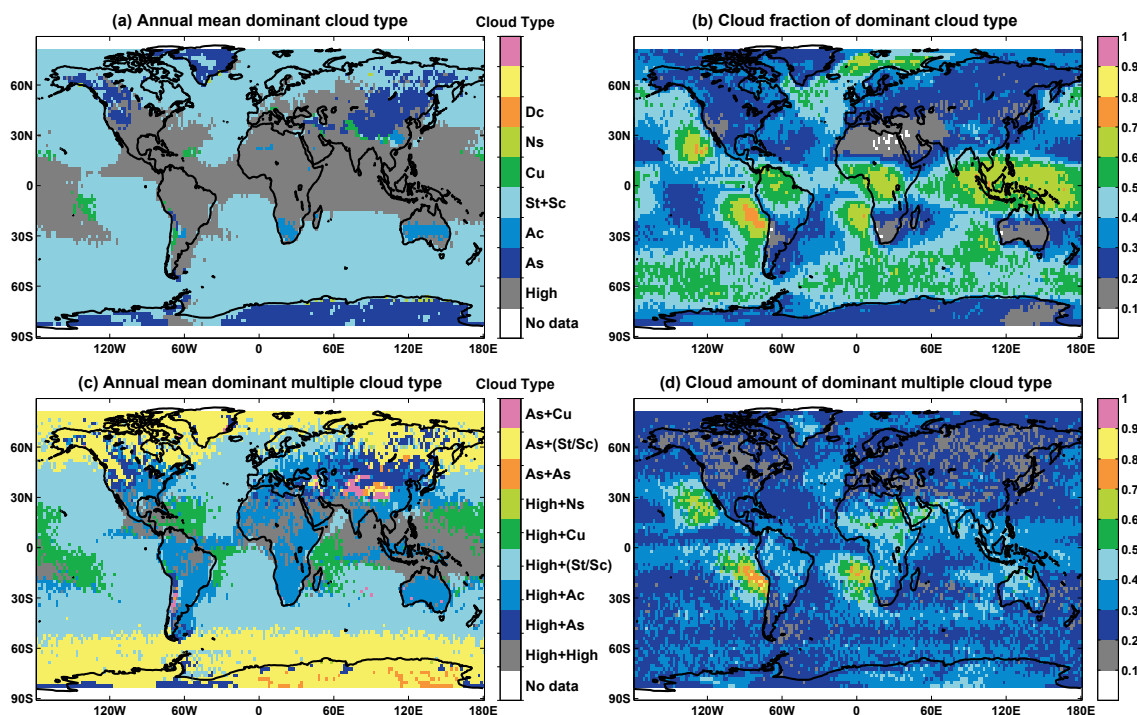 (a) Annual mean dominant cloud type
Cloud Type
60N
30N
0
30S
60S
90S
120W 60W 0 60E 120E 180E
Dc
Ns
Cu
St+Sc
Ac
As
High
No data
(b) Cloud fraction of dominant cloud type
60N
30N
0
30S
60S
90S
120W 60W 0 60E 120E 180E
1
0.9
0.8
0.7
0.6
0.5
0.4
0.3
0.2
0.1
(c) Annual mean dominant multiple cloud type
Cloud Type
60N
30N
0
30S
60S
90S
120W 60W 0 60E 120E 180E
As+Cu
As+(St/Sc)
As+As
High+Ns
High+Cu
High+(St/Sc)
High+Ac
High+As
High+High
No data
(d) Cloud amount of dominant multiple cloud type
60N
30N
0
30S
60S
90S
120W 60W 0 60E 120E 180E
1
0.9
0.8
0.7
0.6
0.5
0.4
0.3
0.2
0.1